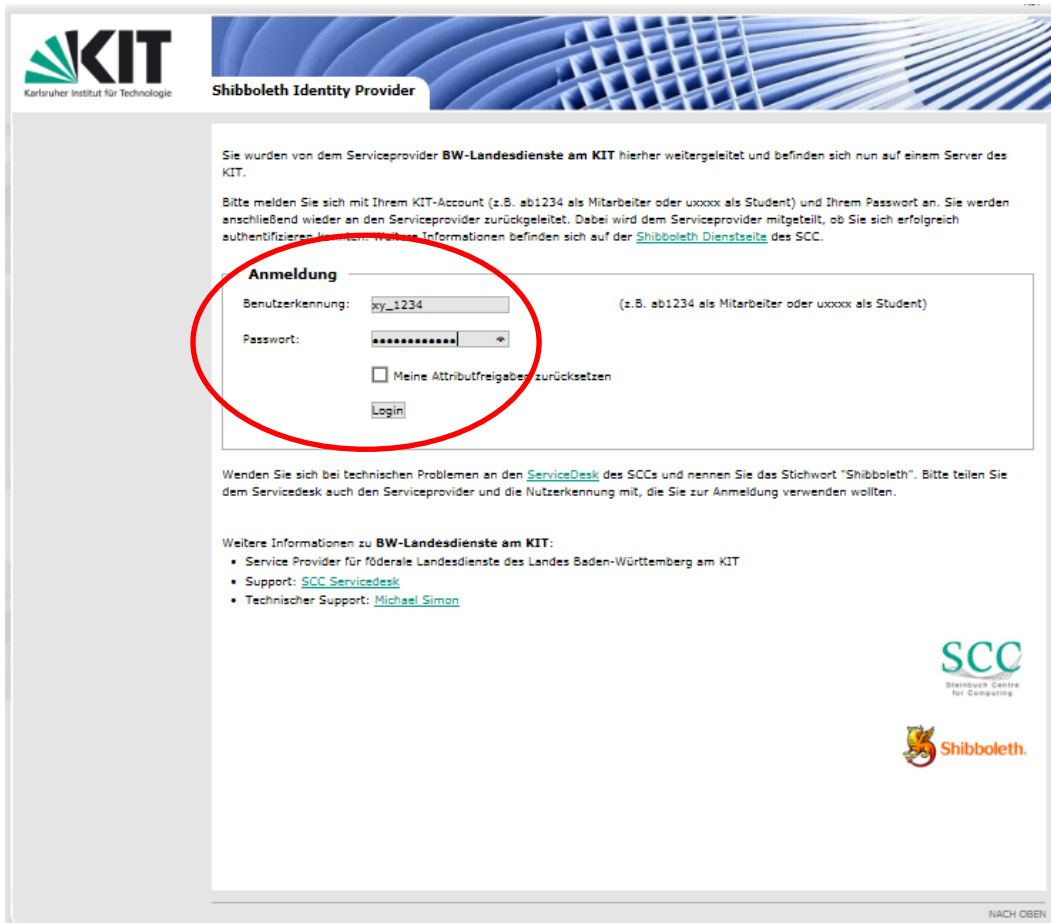 KIT
Karlsruher Institut für Technologie
Shibboleth Identity Provider
Sie wurden von dem Serviceprovider BW-Landesdienste am KIT hierher weitergeleitet und befinden sich nun auf einem Server des
KIT.
Bitte melden Sie sich mit Ihrem KIT-Account (z.B. ab1234 als Mitarbeiter oder uxxxx als Student) und Ihrem Passwort an. Sie werden
anschließend wieder an den Serviceprovider zurückgeleitet. Dabei wird dem Serviceprovider mitgeteilt, ob Sie sich erfolgreich
authentifizieren konnten. Weitere Informationen befinden sich auf der Shibboleth Dienstseite des SCC.
Anmeldung
Benutzerkennung: xy_1234 (z.B. ab1234 als Mitarbeiter oder uxxxx als Student)
Passwort: ••••••••••••
Meine Attributfreigaben zurücksetzen
Login
Wenden Sie sich bei technischen Problemen an den ServiceDesk des SCCs und nennen Sie das Stichwort "Shibboleth". Bitte teilen Sie
dem Servicedesk auch den Serviceprovider und die Nutzerkennung mit, die Sie zur Anmeldung verwenden wollten.
Weitere Informationen zu BW-Landesdienste am KIT:
• Service Provider für föderale Landesdienste des Landes Baden-Württemberg am KIT
• Support: SCC Servicedesk
• Technischer Support: Michael Simon
SCC
Steinbuch Centre
for Computing
Shibboleth.
NACH OBEN